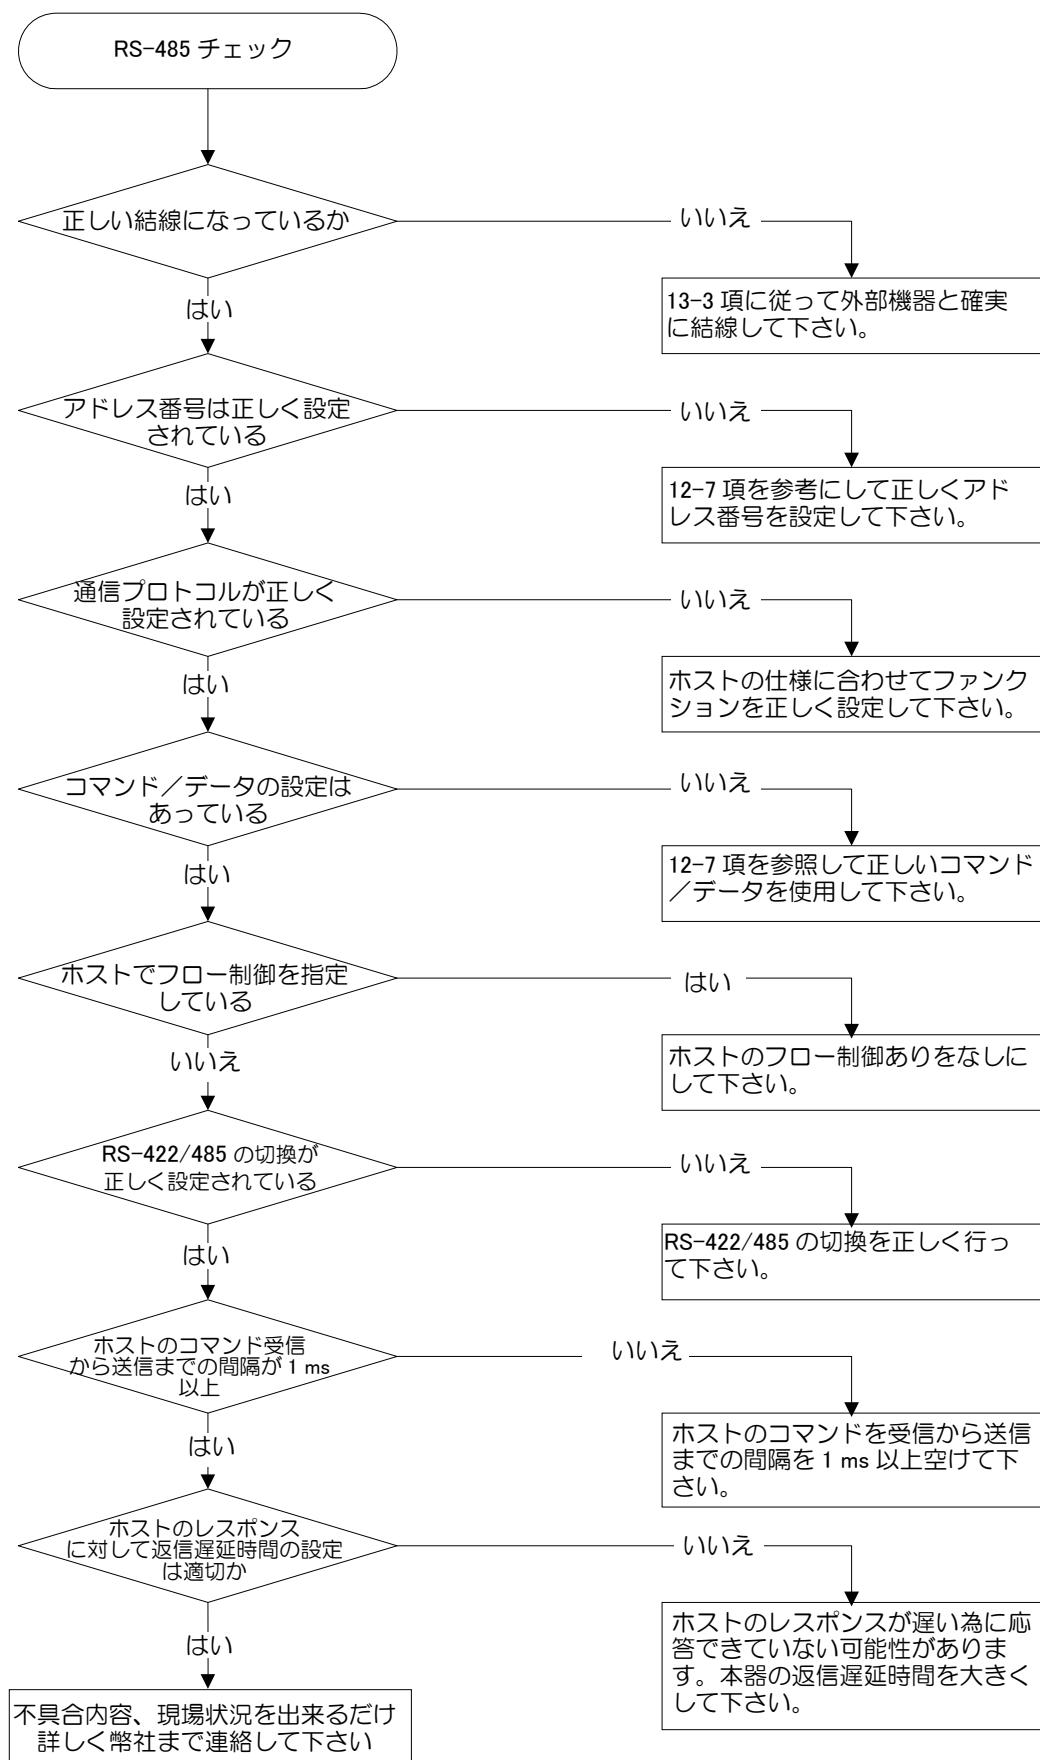 RS-485 チェック
正しい結線になっているか
いいえ
はい
13-3 項に従って外部機器と確実
に結線して下さい。
アドレス番号は正しく設定
されている
いいえ
はい
12-7 項を参考にして正しくアド
レス番号を設定して下さい。
通信プロトコルが正しく
設定されている
いいえ
はい
ホストの仕様に合わせてファンク
ションを正しく設定して下さい。
コマンド/データの設定は
あっている
いいえ
はい
12-7 項を参照して正しいコマンド
/データを使用して下さい。
ホストでフロー制御を指定
している
はい
いいえ
ホストのフロー制御ありをなしに
して下さい。
RS-422/485 の切換が
正しく設定されている
いいえ
はい
RS-422/485 の切換を正しく行っ
て下さい。
ホストのコマンド受信
から送信までの間隔が 1 ms
以上
いいえ
はい
ホストのコマンドを受信から送信
までの間隔を 1 ms 以上空けて下
さい。
ホストのレスポンス
に対して返信遅延時間の設定
は適切か
いいえ
はい
ホストのレスポンスが遅い為に応
答できていない可能性がありま
す。本器の返信遅延時間を大きく
して下さい。
不具合内容、現場状況を出来るだけ
詳しく幣社まで連絡して下さい